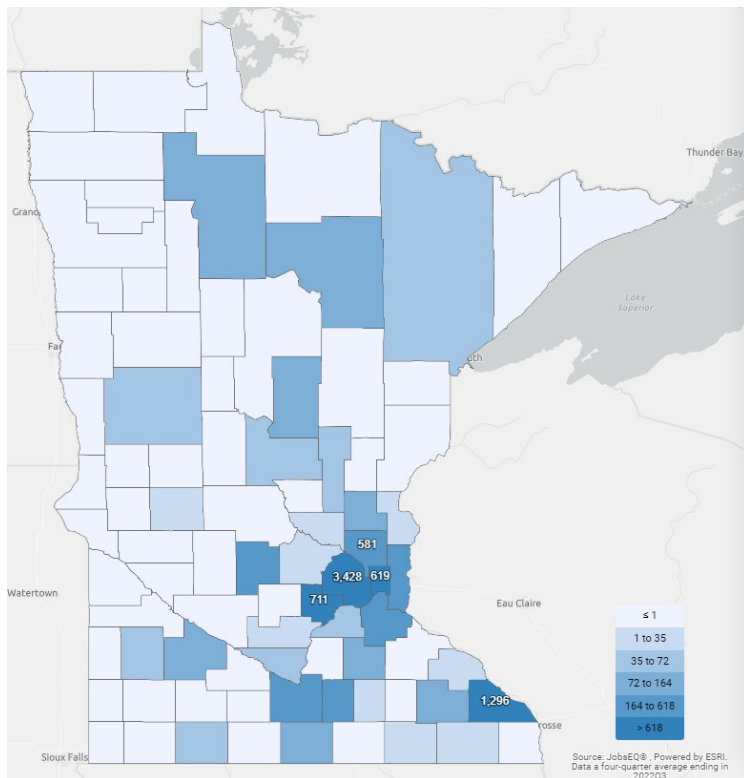 Thunder Bay
Grand
Lake
Superior
Fa
uth
581
3,428
619
711
Watertown
Eau Claire
≤ 1
1 to 35
35 to 72
72 to 164
164 to 618
> 618
1,296
rosse
Sioux Falls
Source: JobsEQ® , Powered by ESRI.
Data a four-quarter average ending in
2022Q3